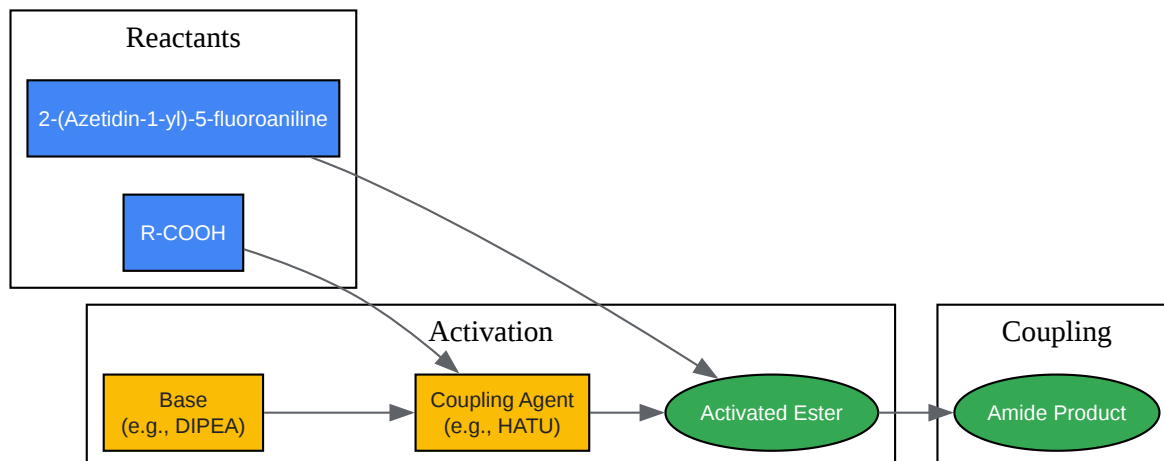 Reactants
2-(Azetidin-1-yl)-5-fluoroaniline
R-COOH
Activation
Base
(e.g., DIPEA)
Coupling Agent
(e.g., HATU)
Activated Ester
Coupling
Amide Product